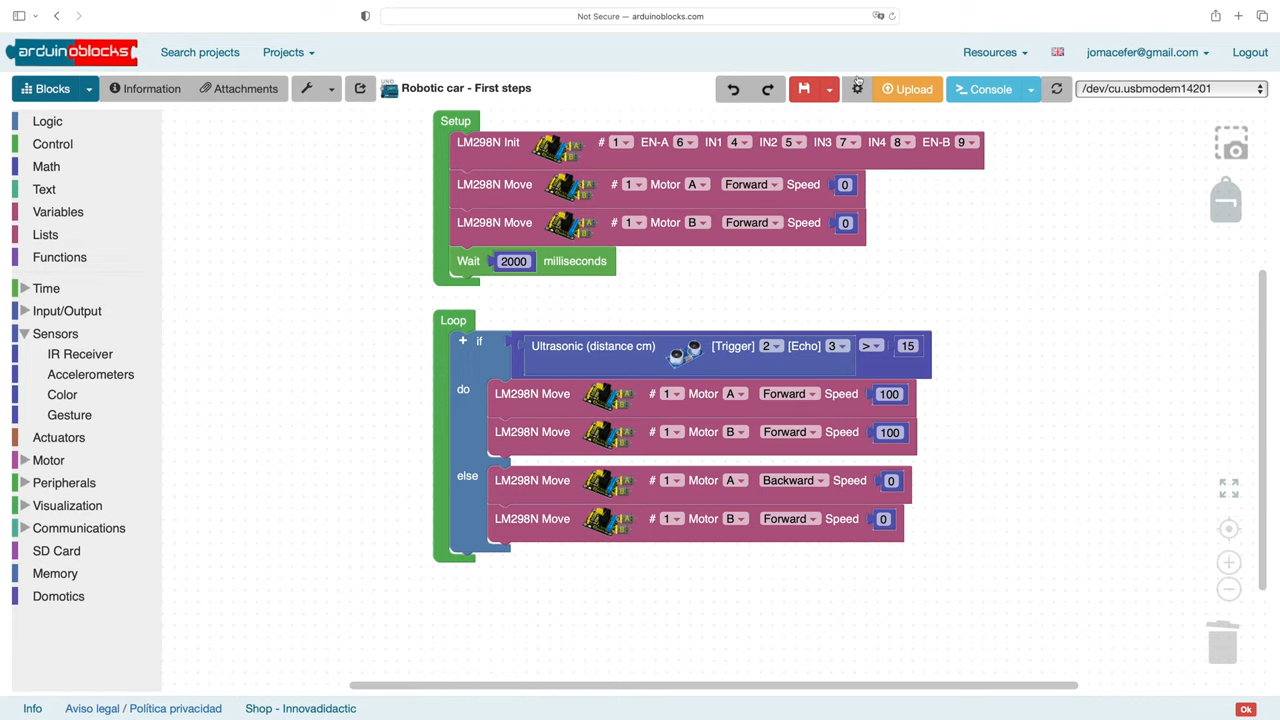 Not Secure — arduinoblocks.com
arduinoblocks Search projects Projects Resources jomacefer@gmail.com Logout
Blocks Information Attachments UNO Robotic car - First steps Upload Console /dev/cu.usbmodem14201
Logic
Control
Math
Text
Variables
Lists
Functions
Time
Input/Output
Sensors
IR Receiver
Accelerometers
Color
Gesture
Actuators
Motor
Peripherals
Visualization
Communications
SD Card
Memory
Domotics
Setup
LM298N Init # 1 EN-A 6 IN1 4 IN2 5 IN3 7 IN4 8 EN-B 9
LM298N Move # 1 Motor A Forward Speed 0
LM298N Move # 1 Motor B Forward Speed 0
Wait 2000 milliseconds
Loop
if Ultrasonic (distance cm) [Trigger] 2 [Echo] 3 > 15
do LM298N Move # 1 Motor A Forward Speed 100
LM298N Move # 1 Motor B Forward Speed 100
else LM298N Move # 1 Motor A Backward Speed 0
LM298N Move # 1 Motor B Forward Speed 0
Info Aviso legal / Política privacidad Shop - Innovadidactic Ok